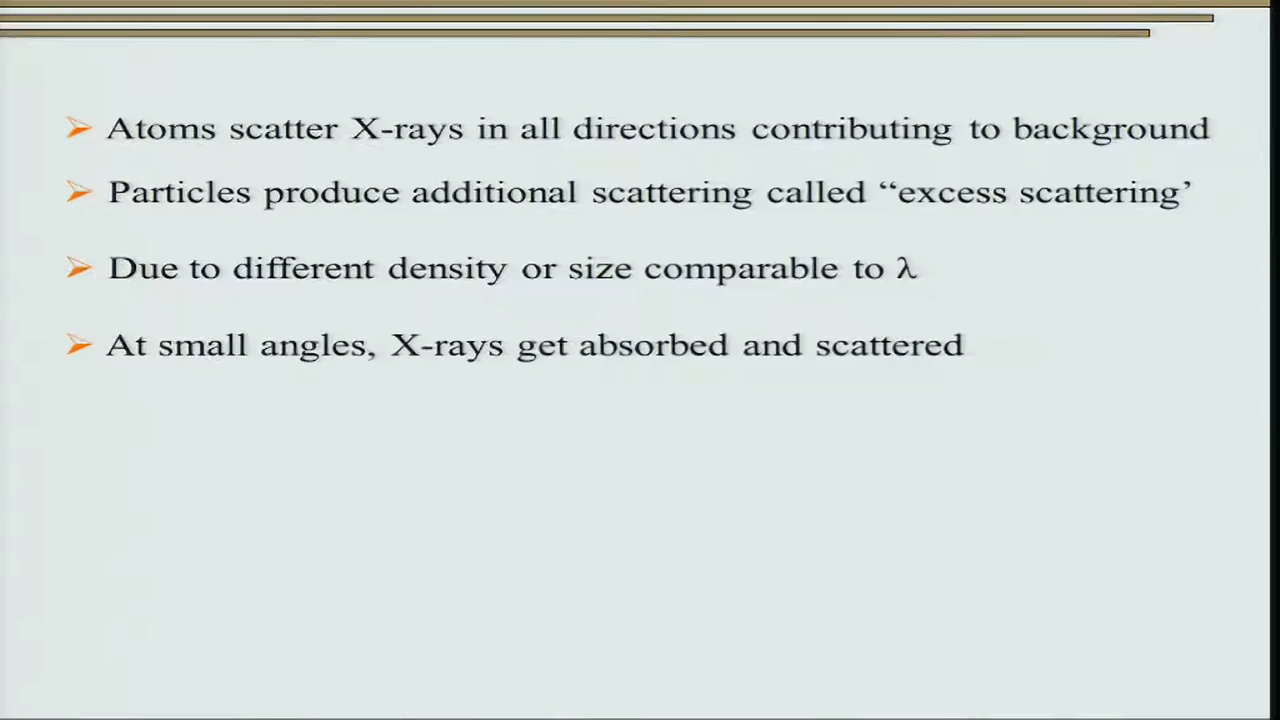 Atoms scatter X-rays in all directions contributing to background
Particles produce additional scattering called “excess scattering’
Due to different density or size comparable to λ
At small angles, X-rays get absorbed and scattered